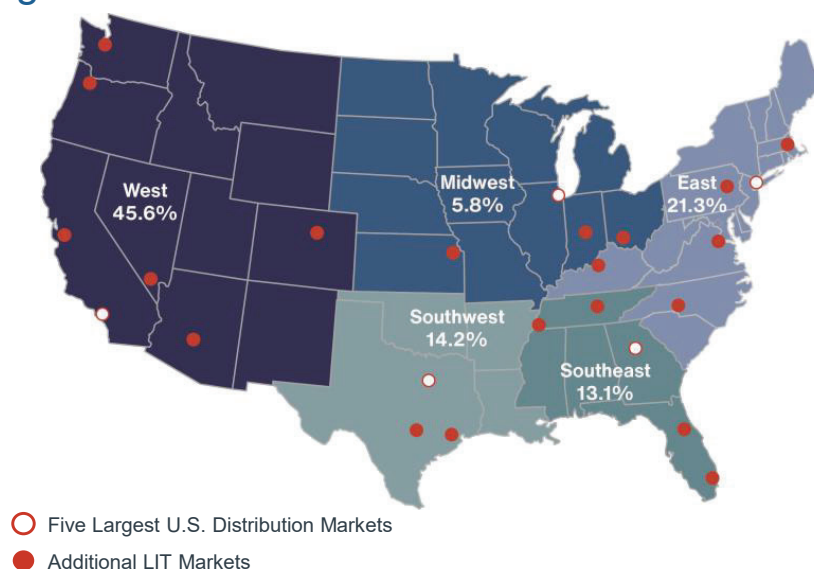 West
45.6%
Midwest
5.8%
East
21.3%
Southwest
14.2%
Southeast
13.1%
Five Largest U.S. Distribution Markets
Additional LIT Markets